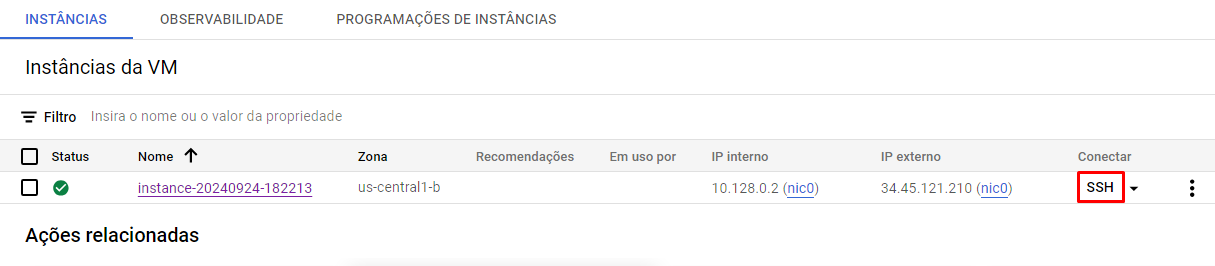 INSTÂNCIAS OBSERVABILIDADE PROGRAMAÇÕES DE INSTÂNCIAS
Instâncias da VM
Filtro Insira o nome ou o valor da propriedade
Status Nome Zona Recomendações Em uso por IP interno IP externo Conectar
instance-20240924-182213 us-central1-b 10.128.0.2 (nic0) 34.45.121.210 (nic0) SSH
Ações relacionadas